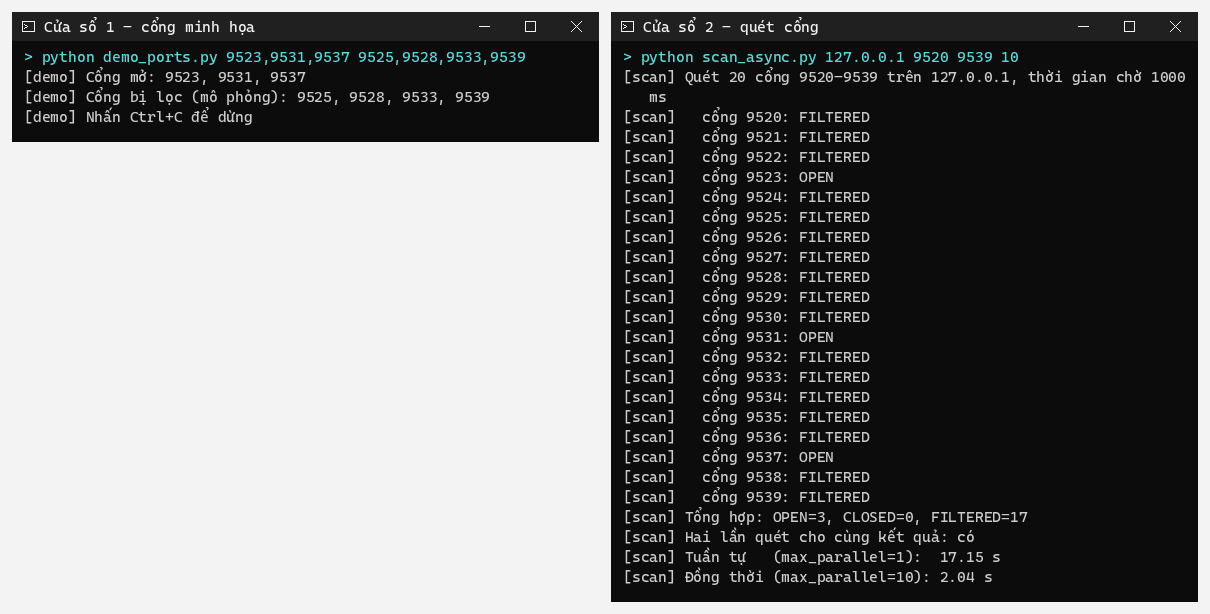 Cửa sổ 1 - cổng minh họa
> python demo_ports.py 9523,9531,9537 9525,9528,9533,9539
[demo] Cổng mở: 9523, 9531, 9537
[demo] Cổng bị lọc (mô phỏng): 9525, 9528, 9533, 9539
[demo] Nhấn Ctrl+C để dừng
Cửa sổ 2 - quét cổng
> python scan_async.py 127.0.0.1 9520 9539 10
[scan] Quét 20 cổng 9520-9539 trên 127.0.0.1, thời gian chờ 1000
ms
[scan]   cổng 9520: FILTERED
[scan]   cổng 9521: FILTERED
[scan]   cổng 9522: FILTERED
[scan]   cổng 9523: OPEN
[scan]   cổng 9524: FILTERED
[scan]   cổng 9525: FILTERED
[scan]   cổng 9526: FILTERED
[scan]   cổng 9527: FILTERED
[scan]   cổng 9528: FILTERED
[scan]   cổng 9529: FILTERED
[scan]   cổng 9530: FILTERED
[scan]   cổng 9531: OPEN
[scan]   cổng 9532: FILTERED
[scan]   cổng 9533: FILTERED
[scan]   cổng 9534: FILTERED
[scan]   cổng 9535: FILTERED
[scan]   cổng 9536: FILTERED
[scan]   cổng 9537: OPEN
[scan]   cổng 9538: FILTERED
[scan]   cổng 9539: FILTERED
[scan] Tổng hợp: OPEN=3, CLOSED=0, FILTERED=17
[scan] Hai lần quét cho cùng kết quả: có
[scan] Tuần tự   (max_parallel=1):  17.15 s
[scan] Đồng thời (max_parallel=10): 2.04 s